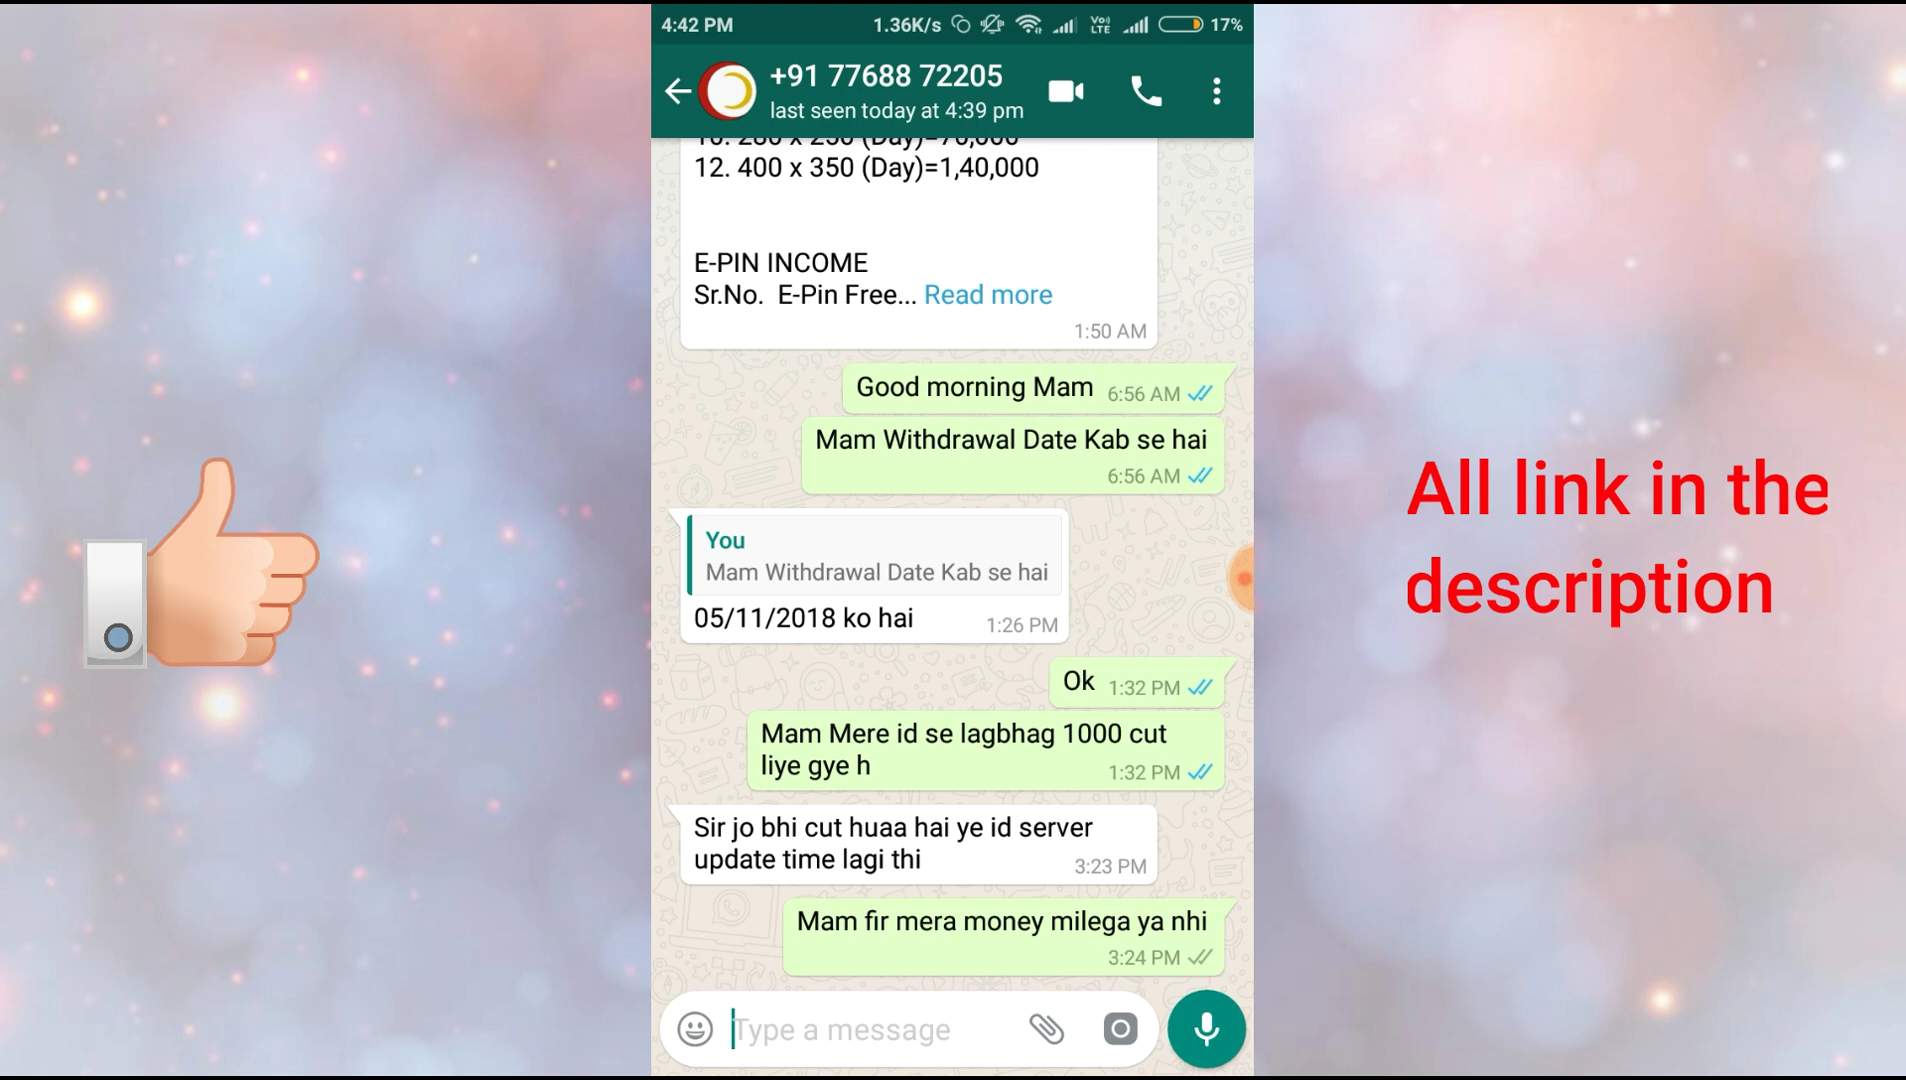 4:42 PM 1.36K/s Vo) LTE 17%
+91 77688 72205
last seen today at 4:39 pm
12. 400 x 350 (Day)=1,40,000
E-PIN INCOME
Sr.No. E-Pin Free... Read more
1:50 AM
Good morning Mam 6:56 AM
Mam Withdrawal Date Kab se hai
6:56 AM
You
Mam Withdrawal Date Kab se hai
05/11/2018 ko hai 1:26 PM
Ok 1:32 PM
Mam Mere id se lagbhag 1000 cut
liye gye h 1:32 PM
Sir jo bhi cut huaa hai ye id server
update time lagi thi 3:23 PM
Mam fir mera money milega ya nhi
3:24 PM
Type a message
All link in the
description